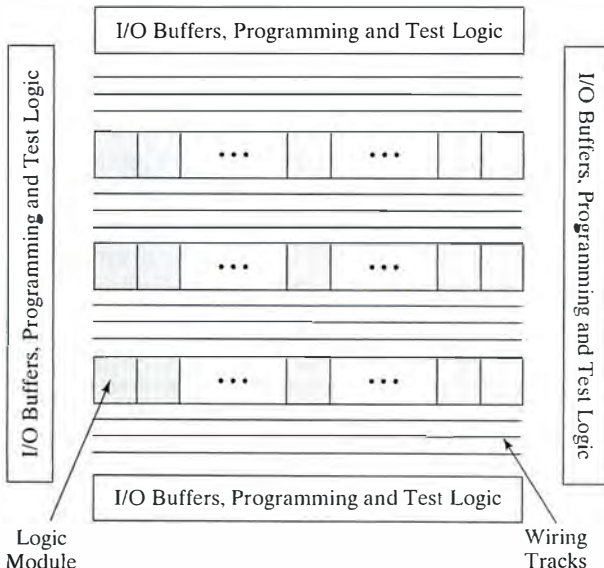 I/O Buffers, Programming and Test Logic
I/O Buffers, Programming and Test Logic
I/O Buffers, Programming and Test Logic
•••
•••
•••
•••
•••
•••
I/O Buffers, Programming and Test Logic
Logic
Module
Wiring
Tracks